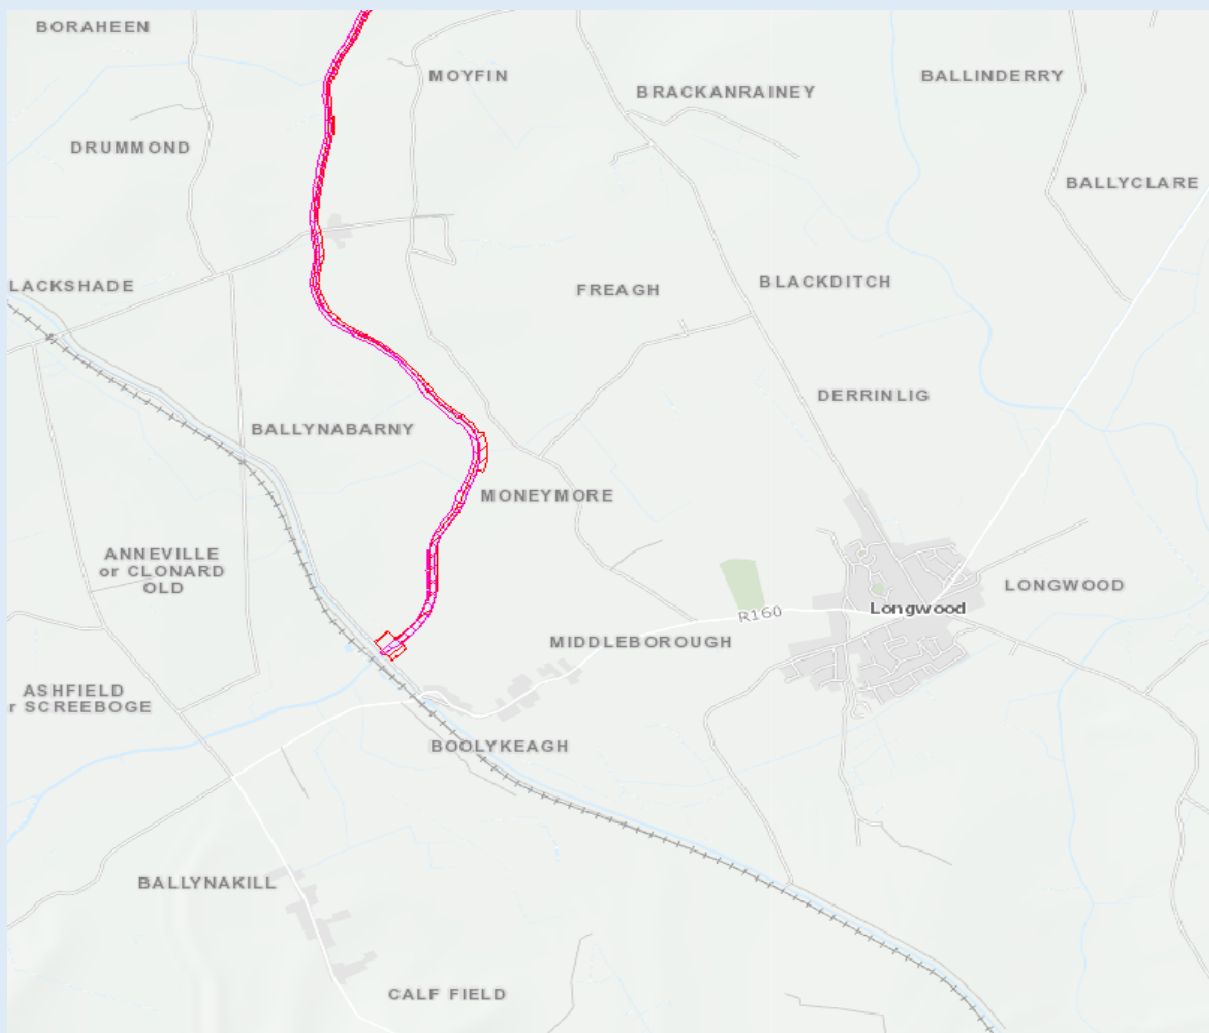 BORAHEEN
MOYFIN
BALLINDERRY
BRACKANRAINEY
DRUMMOND
BALLYCLARE
LACKSHADE
FREAGH
BLACKDITCH
DERRINLIG
BALLYNABARNY
MONEYMORE
ANNEVILLE
or CLONARD
OLD
LONGWOOD
Longwood
R160
MIDDLEBOROUGH
ASHFIELD
r SCREEBOGE
BOOLYKEAGH
BALLYNAKILL
CALF FIELD